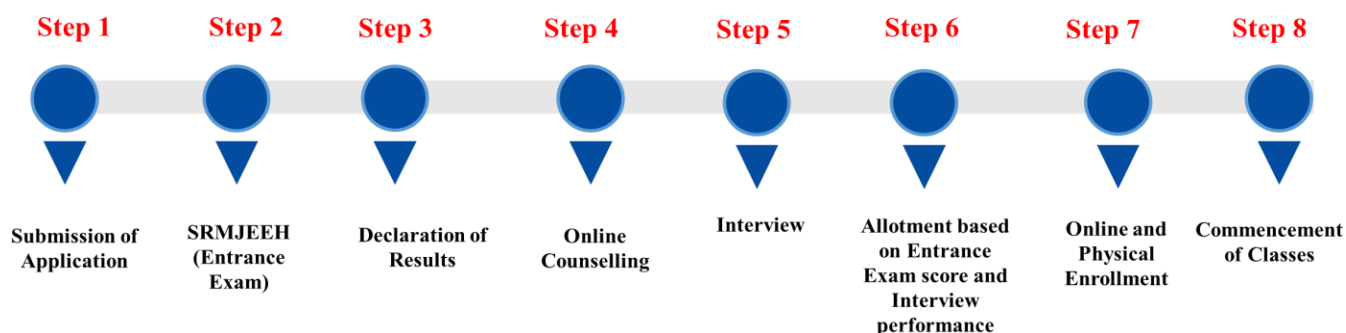 Step 1
Step 2
Step 3
Step 4
Step 5
Step 6
Step 7
Step 8
Submission of
Application
SRMJEEH
(Entrance
Exam)
Declaration of
Results
Online
Counselling
Interview
Allotment based
on Entrance
Exam score and
Interview
performance
Online and
Physical
Enrollment
Commencement
of Classes